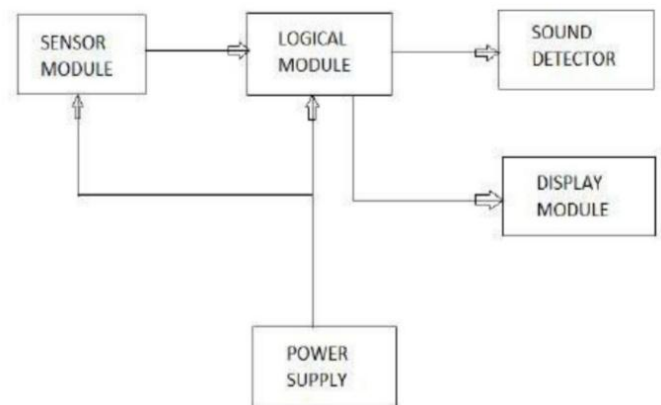 SENSOR
MODULE
LOGICAL
MODULE
SOUND
DETECTOR
DISPLAY
MODULE
POWER
SUPPLY